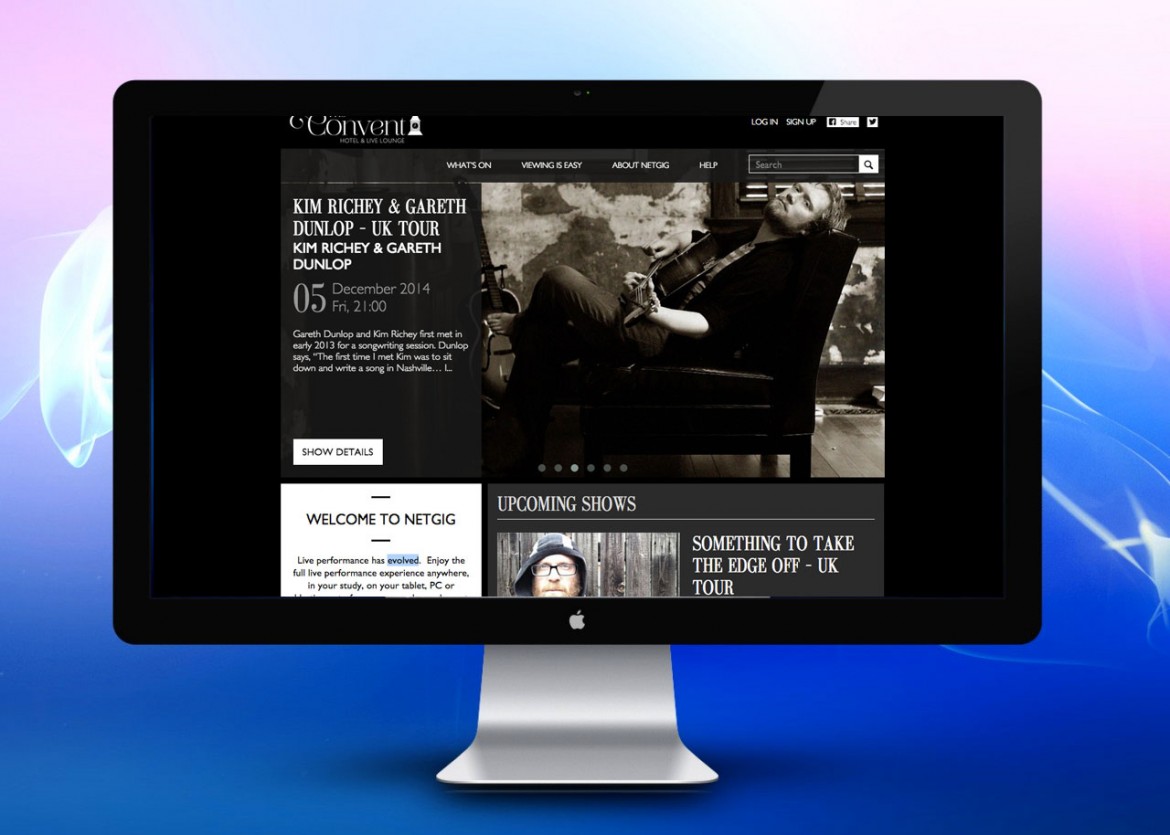 Convent
HOTEL & LIVE LOUNGE
LOG IN SIGN UP Share
WHAT'S ON VIEWING IS EASY ABOUT NETGIG HELP Search
KIM RICHEY & GARETH
DUNLOP - UK TOUR
KIM RICHEY & GARETH
DUNLOP
05 December 2014
Fri, 21:00
Gareth Dunlop and Kim Richey first met in
early 2013 for a songwriting session. Dunlop
says, "The first time I met Kim was to sit
down and write a song in Nashville… I...
SHOW DETAILS
WELCOME TO NETGIG
Live performance has evolved. Enjoy the
full live performance experience anywhere,
in your study, on your tablet, PC or
UPCOMING SHOWS
SOMETHING TO TAKE
THE EDGE OFF - UK
TOUR